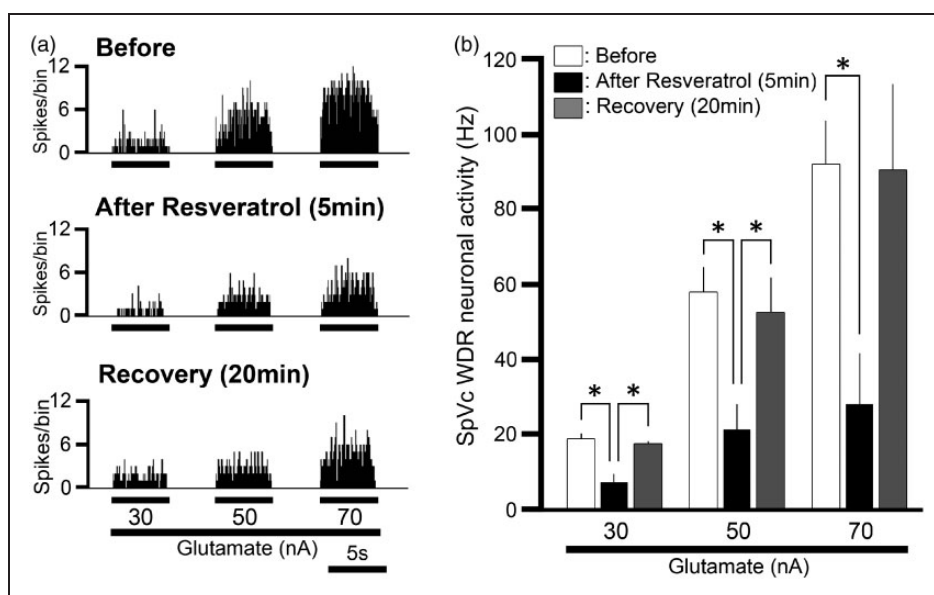 (a)
Before
Spikes/bin
12
6
0
After Resveratrol (5min)
Spikes/bin
12
6
0
Recovery (20min)
Spikes/bin
12
6
0
30 50 70
Glutamate (nA)
5s
(b)
: Before
: After Resveratrol (5min)
: Recovery (20min)
SpVc WDR neuronal activity (Hz)
120
100
80
60
40
20
0
* * * * *
30 50 70
Glutamate (nA)